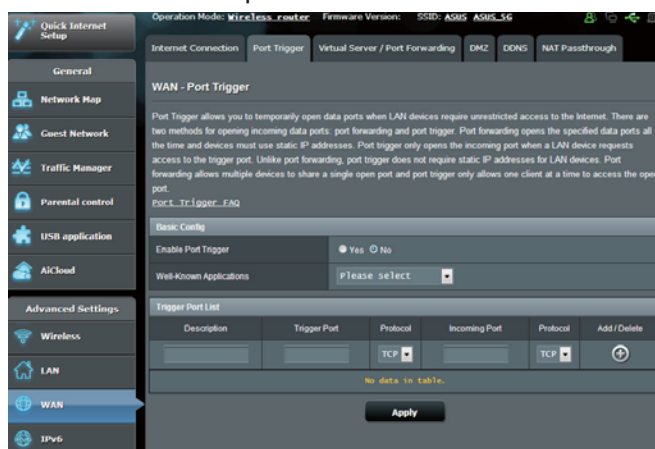 Quick Internet
Setup
Operation Mode: Wireless router Firmware Version: SSID: ASUS ASUS_5G
Internet Connection Port Trigger Virtual Server / Port Forwarding DMZ DDNS NAT Passthrough
General
Network Map
Guest Network
Traffic Manager
Parental control
USB application
AiCloud
Advanced Settings
Wireless
LAN
WAN
IPv6
WAN - Port Trigger
Port Trigger allows you to temporarily open data ports when LAN devices require unrestricted access to the Internet. There are
two methods for opening incoming data ports: port forwarding and port trigger. Port forwarding opens the specified data ports all
the time and devices must use static IP addresses. Port trigger only opens the incoming port when a LAN device requests
access to the trigger port. Unlike port forwarding, port trigger does not require static IP addresses for LAN devices. Port
forwarding allows multiple devices to share a single open port and port trigger only allows one client at a time to access the open
port.
Port Trigger FAQ
Basic Config
Enable Port Trigger Yes No
Well-Known Applications Please select
Trigger Port List
Description Trigger Port Protocol Incoming Port Protocol Add / Delete
TCP TCP
No data in table.
Apply